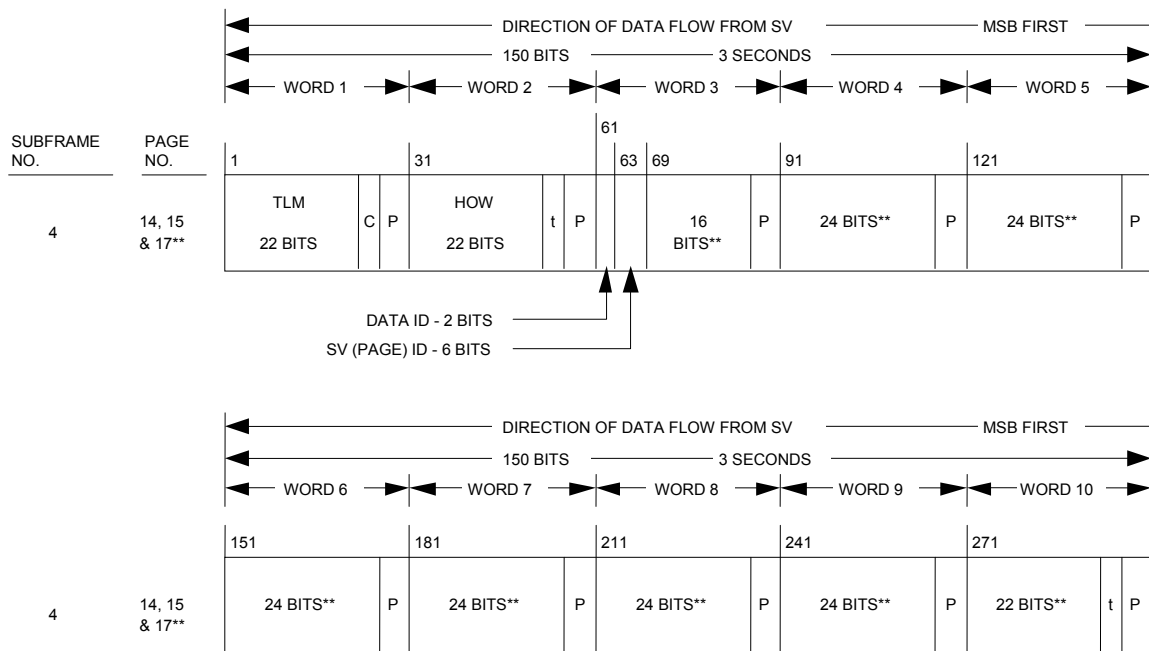 DIRECTION OF DATA FLOW FROM SV MSB FIRST
150 BITS 3 SECONDS
WORD 1 WORD 2 WORD 3 WORD 4 WORD 5
SUBFRAME NO. PAGE NO.
1 31 61 63 69 91 121
4 14, 15 & 17** TLM 22 BITS C P HOW 22 BITS t P 16 BITS** P 24 BITS** P 24 BITS** P
DATA ID - 2 BITS
SV (PAGE) ID - 6 BITS
DIRECTION OF DATA FLOW FROM SV MSB FIRST
150 BITS 3 SECONDS
WORD 6 WORD 7 WORD 8 WORD 9 WORD 10
151 181 211 241 271
4 14, 15 & 17** 24 BITS** P 24 BITS** P 24 BITS** P 24 BITS** P 22 BITS** t P